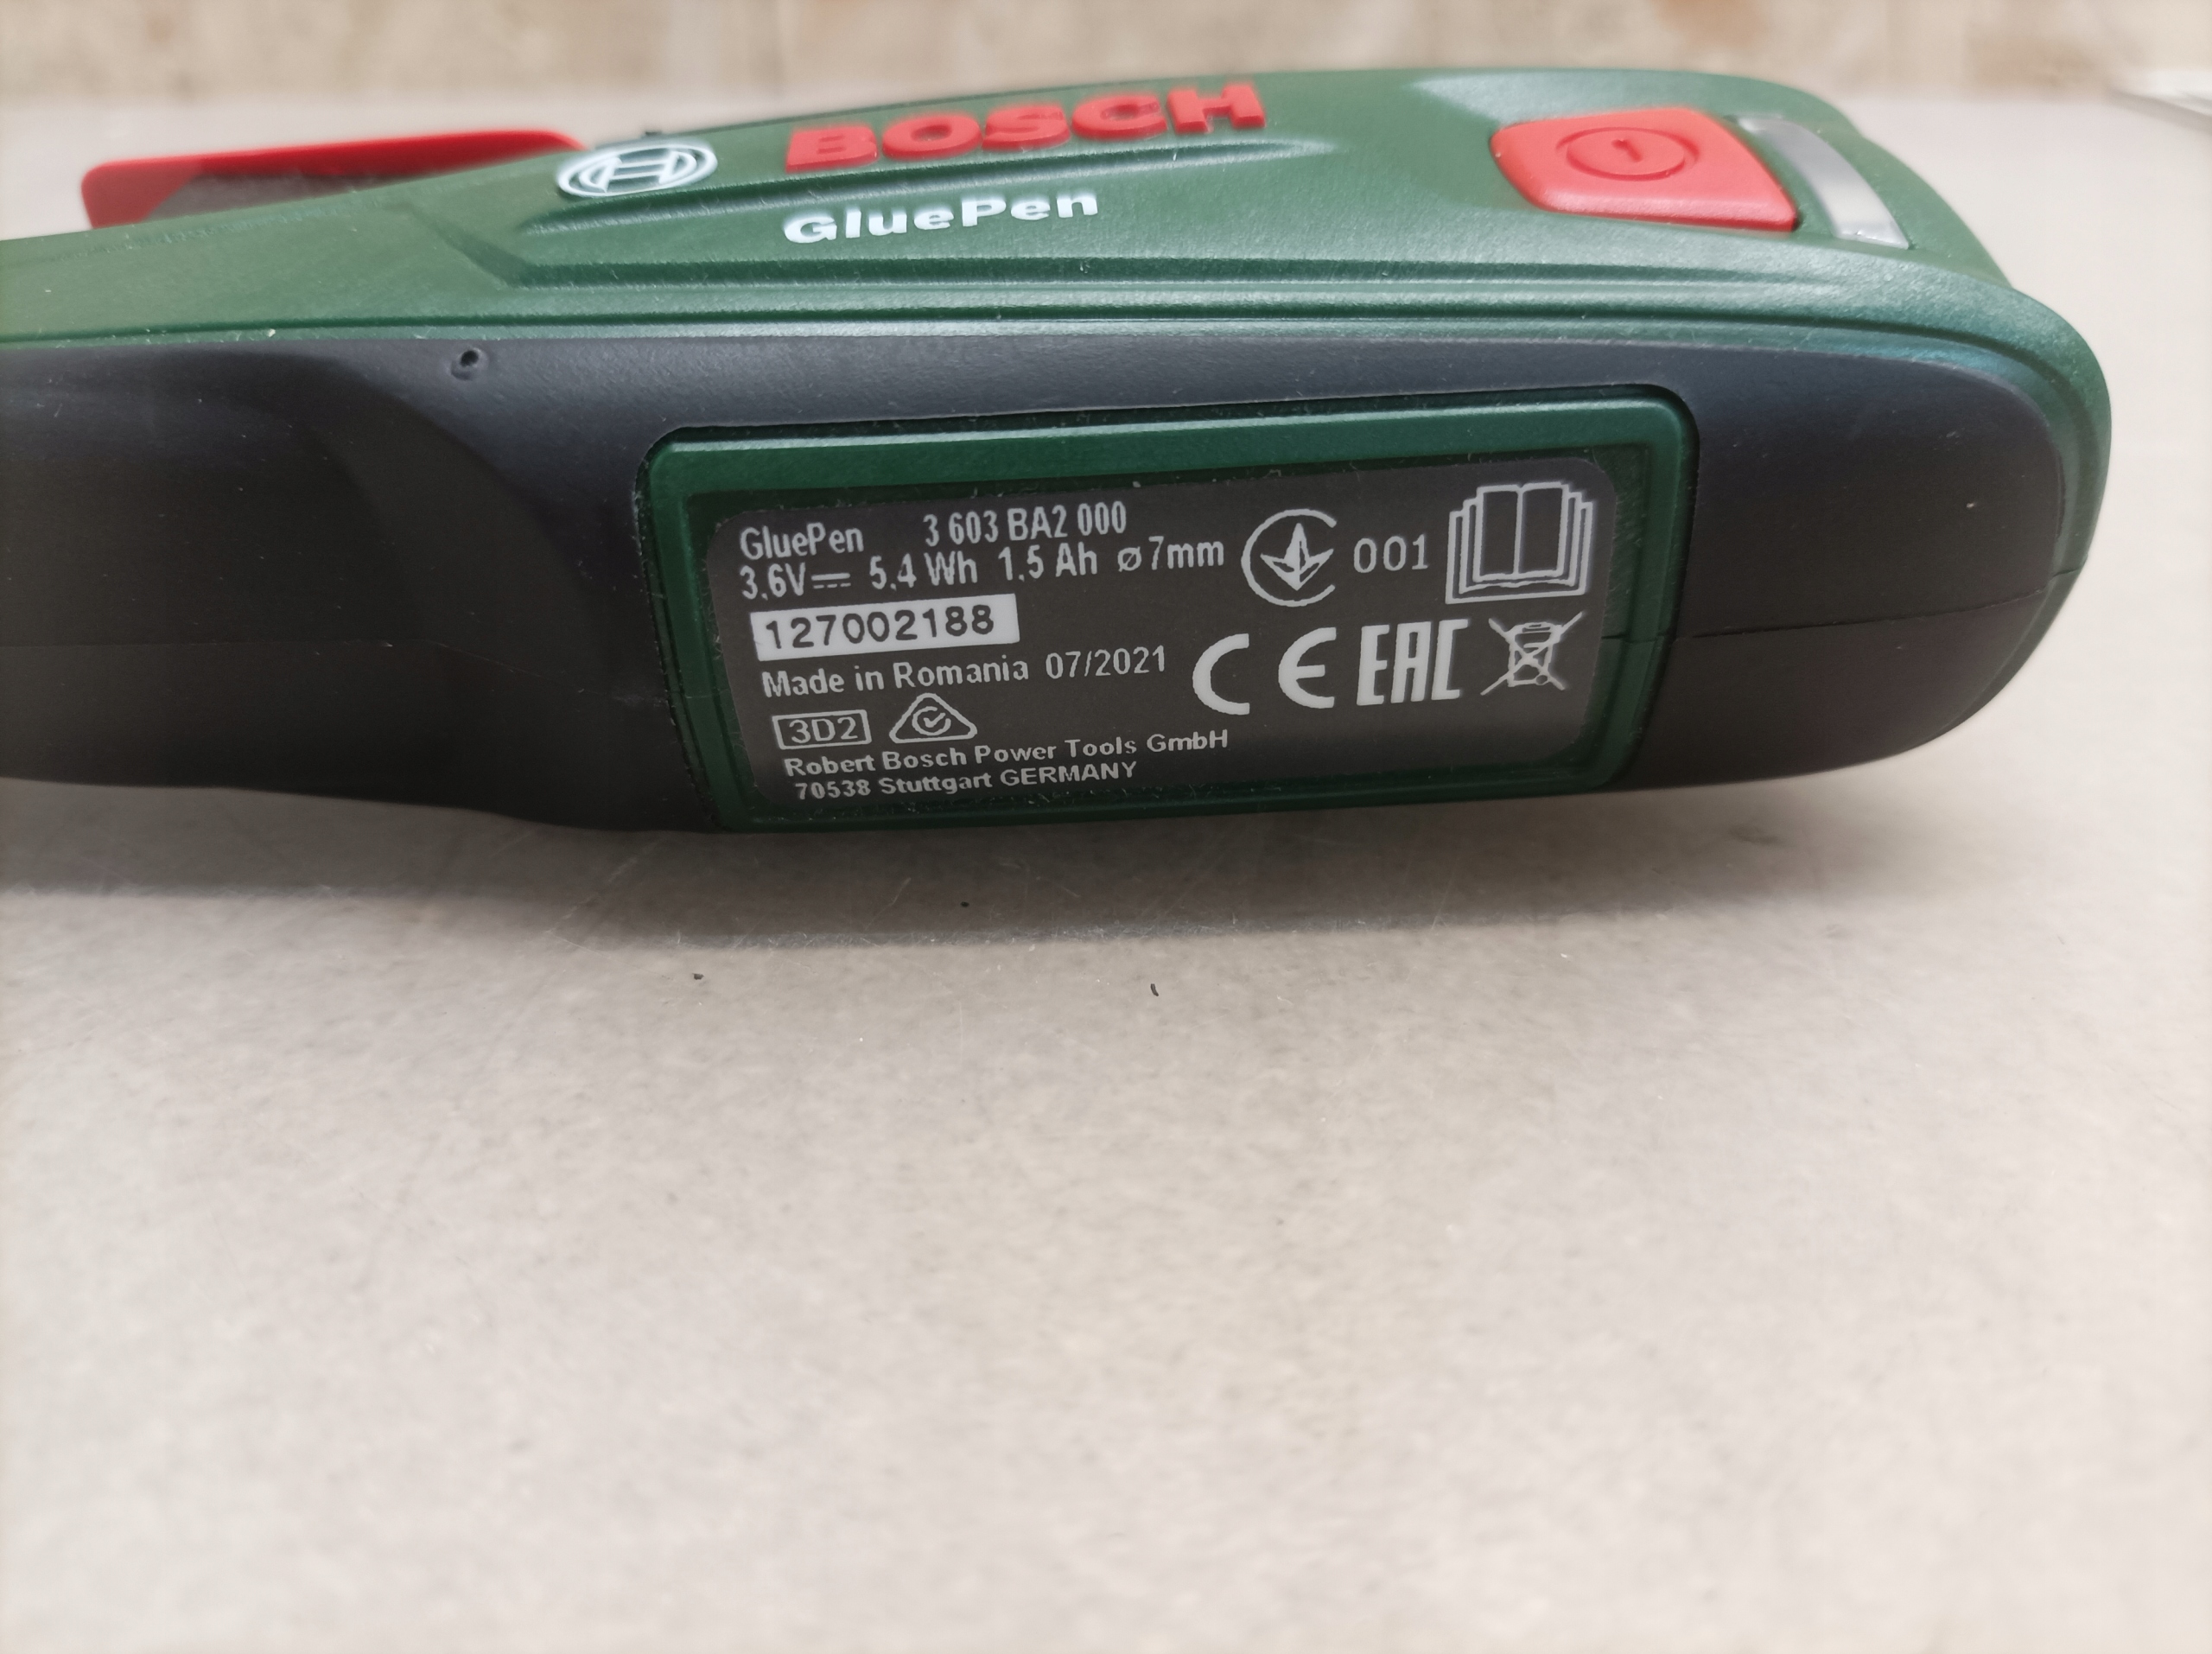 BOSCH
GluePen
GluePen 3 603 BA2 000
3.6V 5.4 Wh 1.5 Ah ⌀7mm
001
127002188
Made in Romania 07/2021
CE EAC
3D2
Robert Bosch Power Tools GmbH
70538 Stuttgart GERMANY